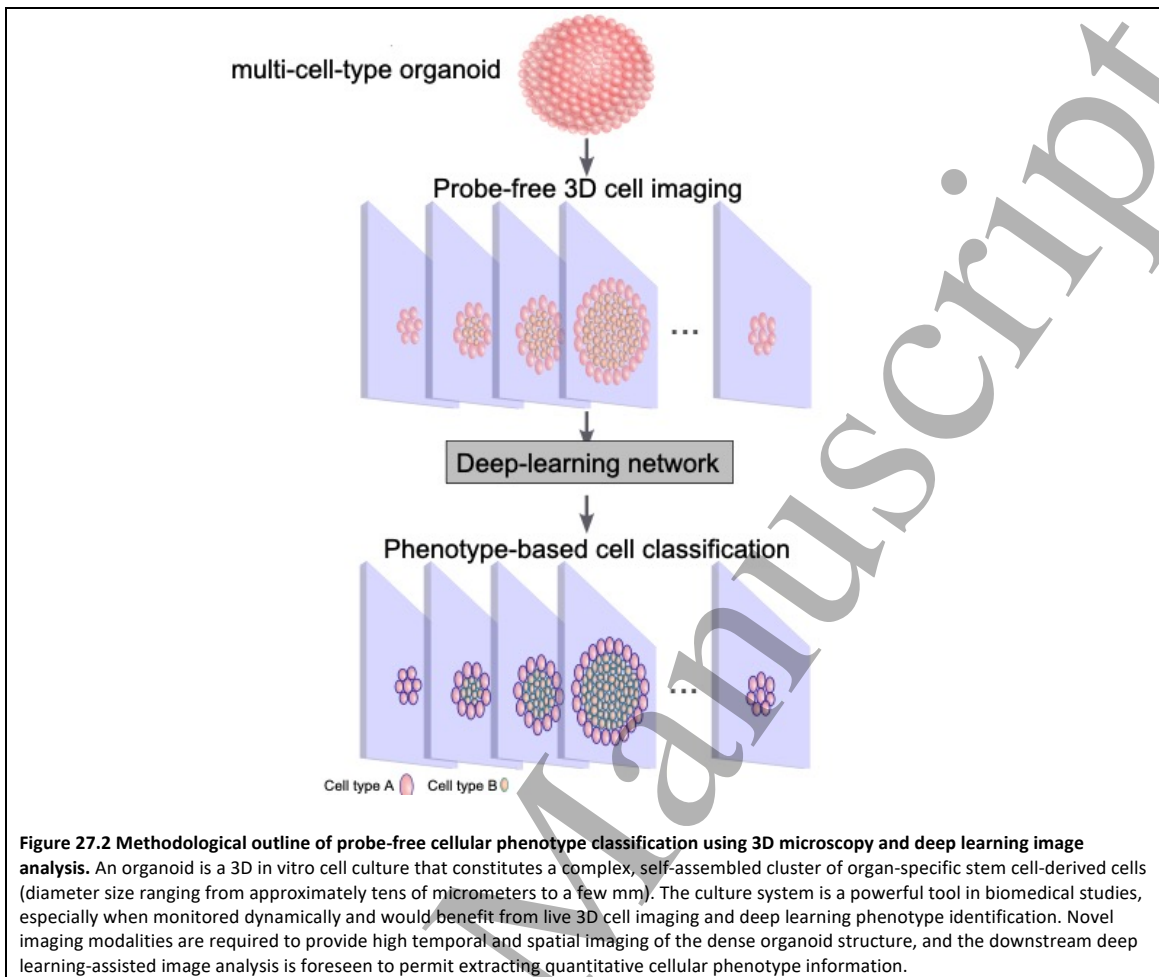 multi-cell-type organoid
Probe-free 3D cell imaging
...
Deep-learning network
Phenotype-based cell classification
...
Cell type A Cell type B
Figure 27.2 Methodological outline of probe-free cellular phenotype classification using 3D microscopy and deep learning image
analysis. An organoid is a 3D in vitro cell culture that constitutes a complex, self-assembled cluster of organ-specific stem cell-derived cells
(diameter size ranging from approximately tens of micrometers to a few mm). The culture system is a powerful tool in biomedical studies,
especially when monitored dynamically and would benefit from live 3D cell imaging and deep learning phenotype identification. Novel
imaging modalities are required to provide high temporal and spatial imaging of the dense organoid structure, and the downstream deep
learning-assisted image analysis is foreseen to permit extracting quantitative cellular phenotype information.
Manuscript